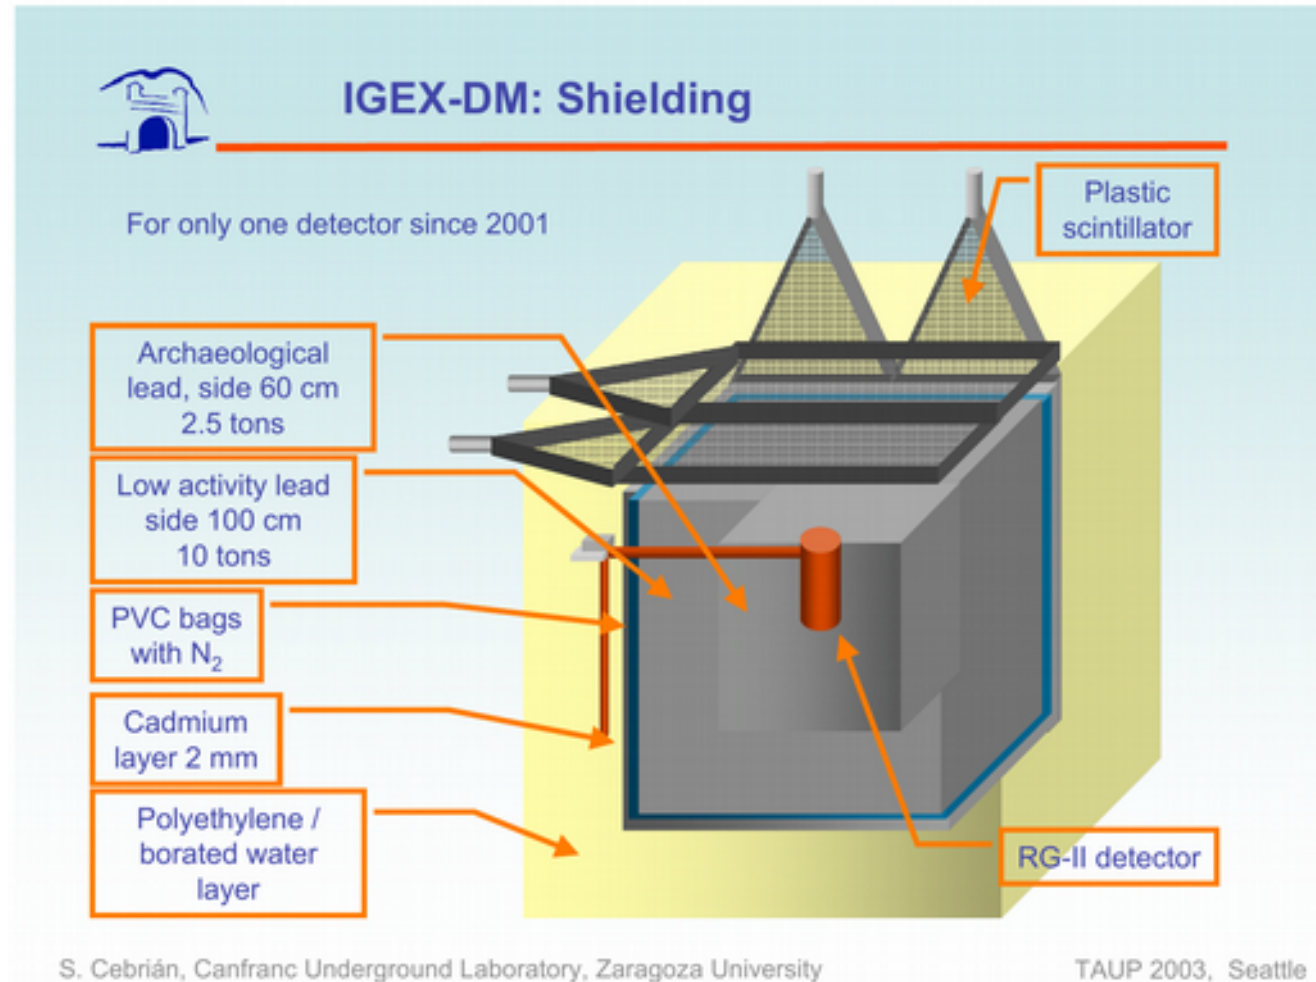 IGEX-DM: Shielding
For only one detector since 2001
Plastic
scintillator
Archaeological
lead, side 60 cm
2.5 tons
Low activity lead
side 100 cm
10 tons
PVC bags
with N₂
Cadmium
layer 2 mm
Polyethylene /
borated water
layer
RG-II detector
S. Cebrián, Canfranc Underground Laboratory, Zaragoza University
TAUP 2003, Seattle